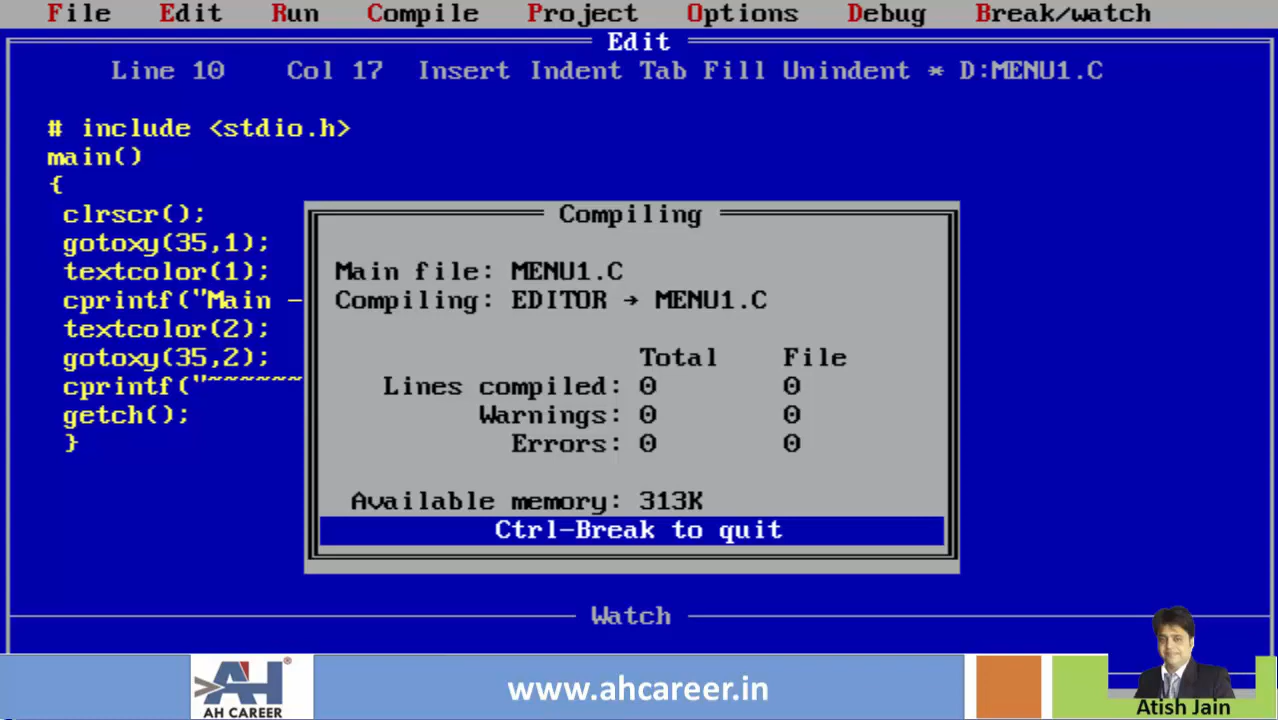 File Edit Run Compile Project Options Debug Break/watch
Edit
Line 10 Col 17 Insert Indent Tab Fill Unindent * D:MENU1.C
# include <stdio.h>
main()
{
clrscr();
gotoxy(35,1);
textcolor(1);
cprintf("Main -
textcolor(2);
gotoxy(35,2);
cprintf("~~~~~~
getch();
}
Compiling
Main file: MENU1.C
Compiling: EDITOR → MENU1.C
Total File
Lines compiled: 0 0
Warnings: 0 0
Errors: 0 0
Available memory: 313K
Ctrl-Break to quit
Watch
AH
®
AH CAREER
www.ahcareer.in
Atish Jain